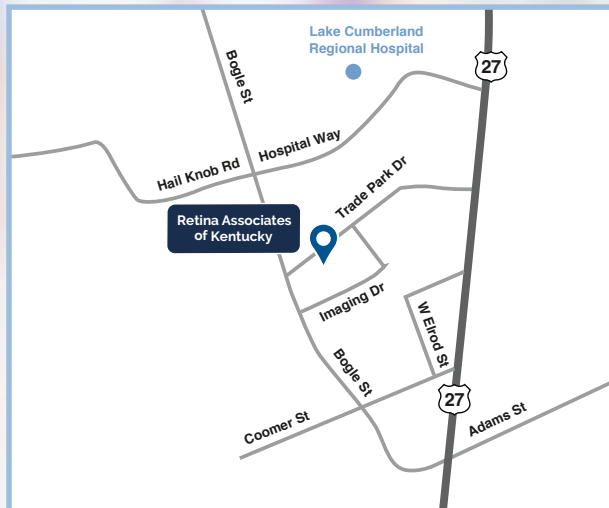 Lake Cumberland
Regional Hospital
27
Bogle St
Hospital Way
Hail Knob Rd
Trade Park Dr
Retina Associates
of Kentucky
Imaging Dr
W Elrod St
Bogle St
27
Adams St
Coomer St